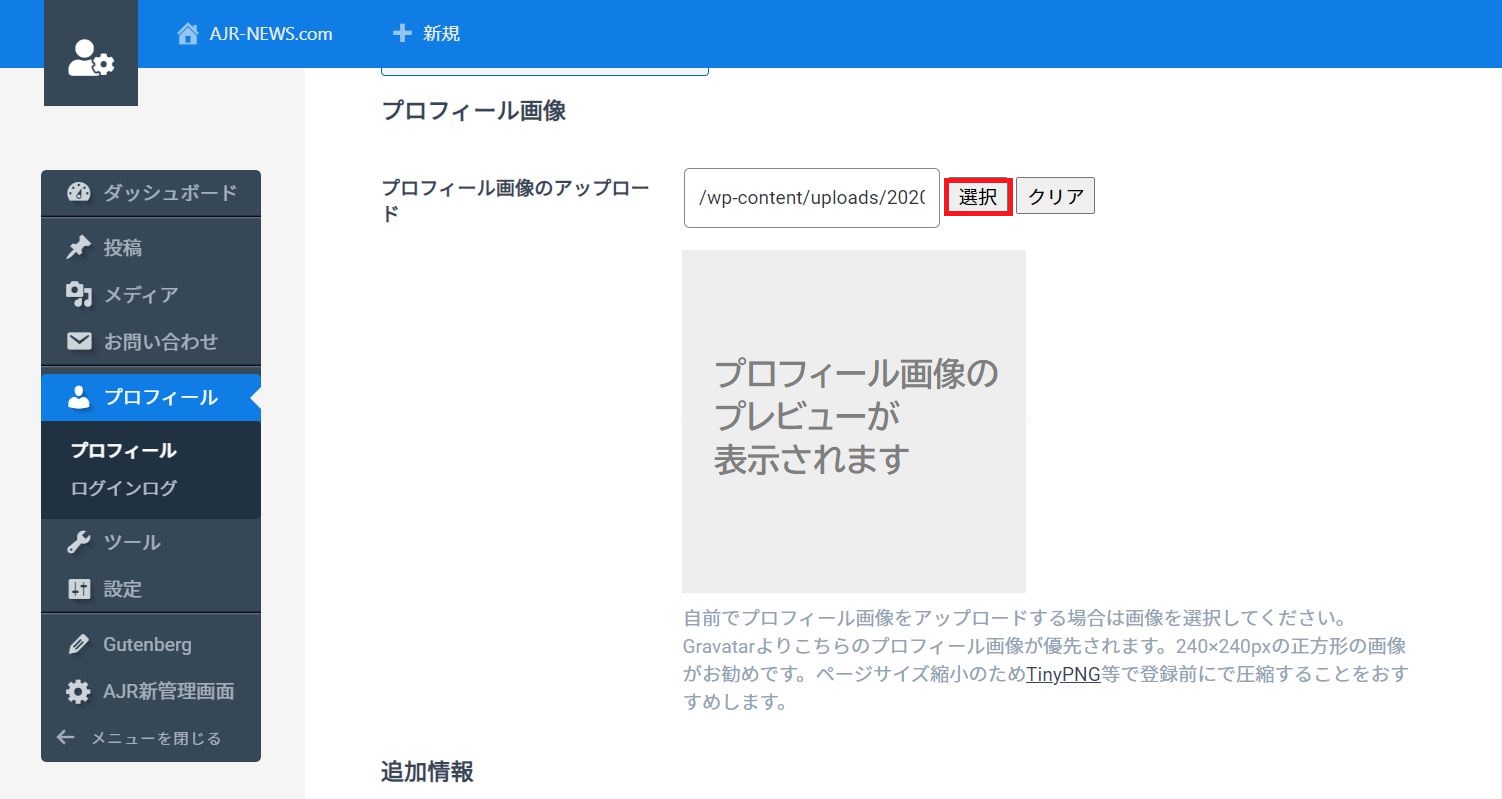 AJR-NEWS.com
新規
ダッシュボード
投稿
メディア
お問い合わせ
プロフィール
プロフィール
ログインログ
ツール
設定
Gutenberg
AJR新管理画面
メニューを閉じる
プロフィール画像
プロフィール画像のアップロー
ド
/wp-content/uploads/2020
選択
クリア
プロフィール画像の
プレビューが
表示されます
自前でプロフィール画像をアップロードする場合は画像を選択してください。
Gravatarよりこちらのプロフィール画像が優先されます。240×240pxの正方形の画像
がお勧めです。ページサイズ縮小のためTinyPNG等で登録前にで圧縮することをおす
すめします。
追加情報